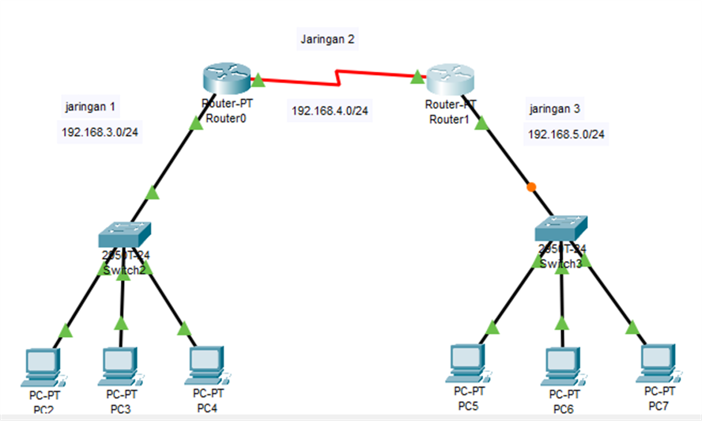 Jaringan 2
jaringan 1
192.168.3.0/24
Router-PT
Router0
192.168.4.0/24
Router-PT
Router1
jaringan 3
192.168.5.0/24
2950T-24
Switch2
2950T-24
Switch3
PC-PT
PC2
PC-PT
PC3
PC-PT
PC4
PC-PT
PC5
PC-PT
PC6
PC-PT
PC7